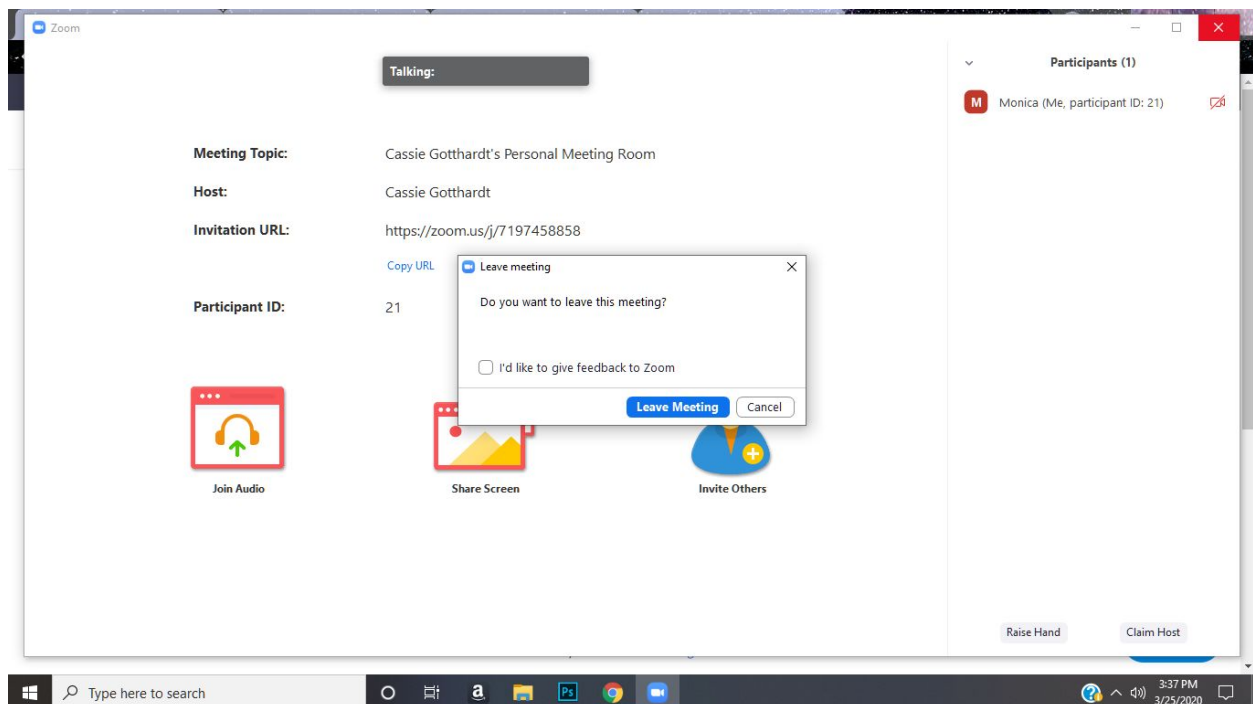 Zoom
Talking:
Participants (1)
M Monica (Me, participant ID: 21)
Meeting Topic: Cassie Gotthardt's Personal Meeting Room
Host: Cassie Gotthardt
Invitation URL: https://zoom.us/j/7197458858
Copy URL
Participant ID: 21
Leave meeting
Do you want to leave this meeting?
I'd like to give feedback to Zoom
Leave Meeting Cancel
Join Audio Share Screen Invite Others
Raise Hand Claim Host
Type here to search
a
Ps
3:37 PM
3/25/2020